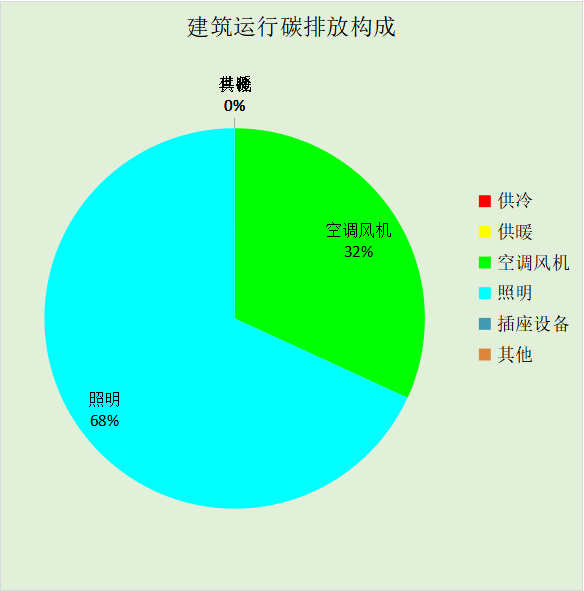 建筑运行碳排放构成
0%
空调风机
32%
照明
68%
供冷
供暖
空调风机
照明
插座设备
其他